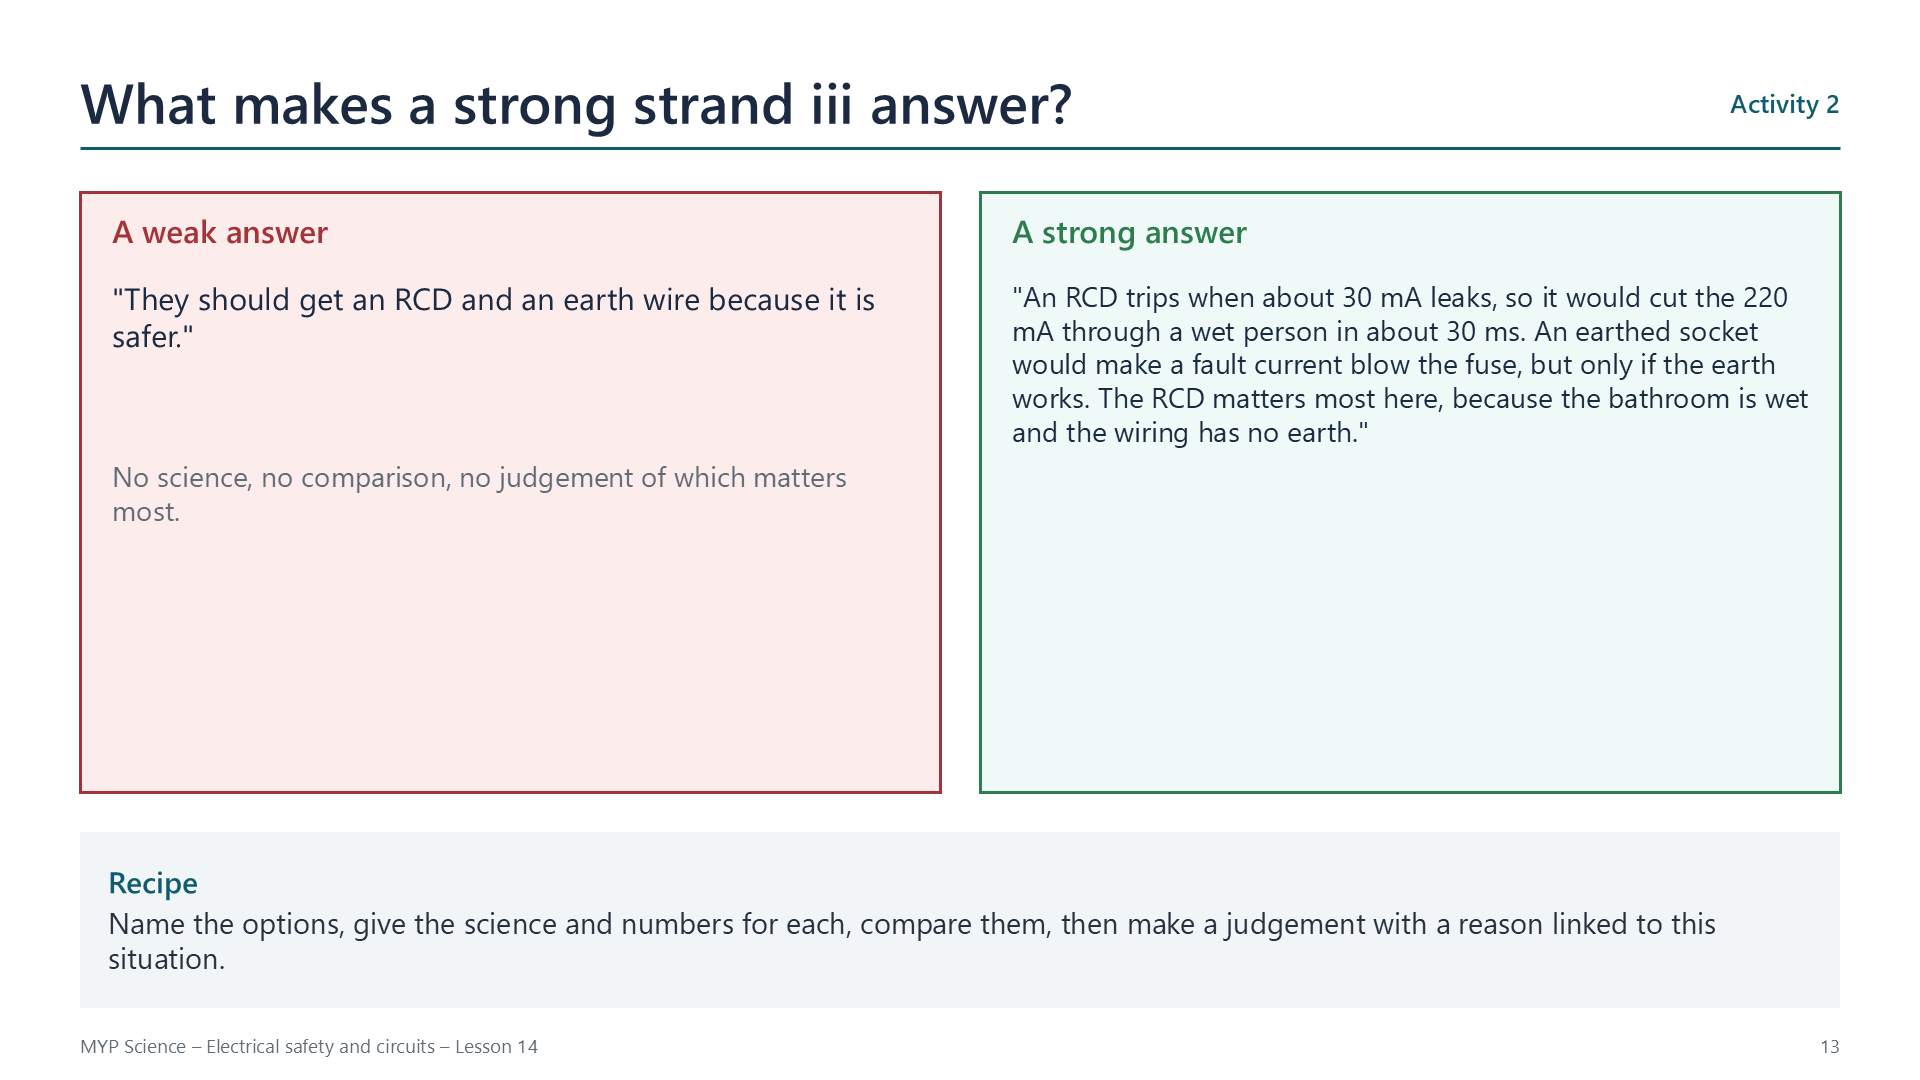 What makes a strong strand iii answer?
Activity 2
A weak answer
"They should get an RCD and an earth wire because it is
safer."
No science, no comparison, no judgement of which matters
most.
A strong answer
"An RCD trips when about 30 mA leaks, so it would cut the 220
mA through a wet person in about 30 ms. An earthed socket
would make a fault current blow the fuse, but only if the earth
works. The RCD matters most here, because the bathroom is wet
and the wiring has no earth."
Recipe
Name the options, give the science and numbers for each, compare them, then make a judgement with a reason linked to this
situation.
MYP Science – Electrical safety and circuits – Lesson 14
13